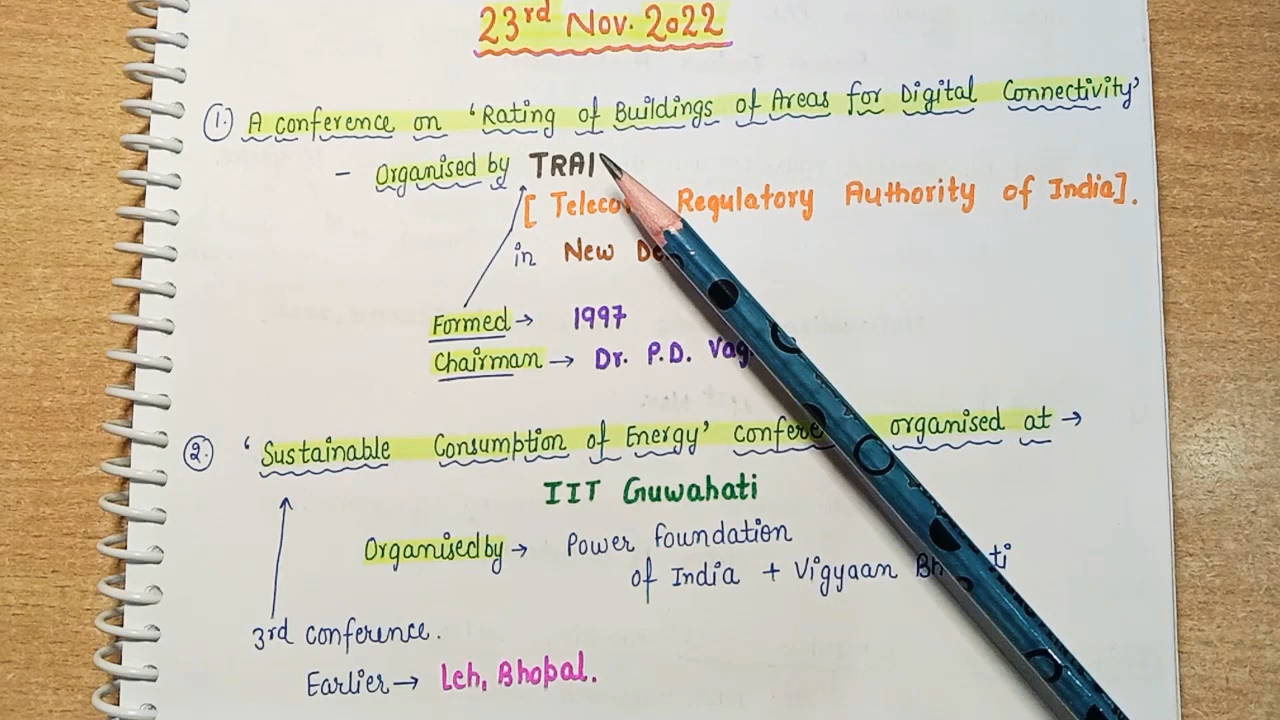 23rd Nov. 2022
1. A conference on 'Rating of Buildings of Areas for Digital Connectivity'
- Organised by TRAI
[ Regulatory Authority of India].
in New
Formed → 1997
Chairman → Dr. P.D.
2. 'Sustainable Consumption of Energy' organised at →
IIT Guwahati
Organised by → Power foundation
of India + Vigyaan
3rd conference.
Earlier → Leh, Bhopal.